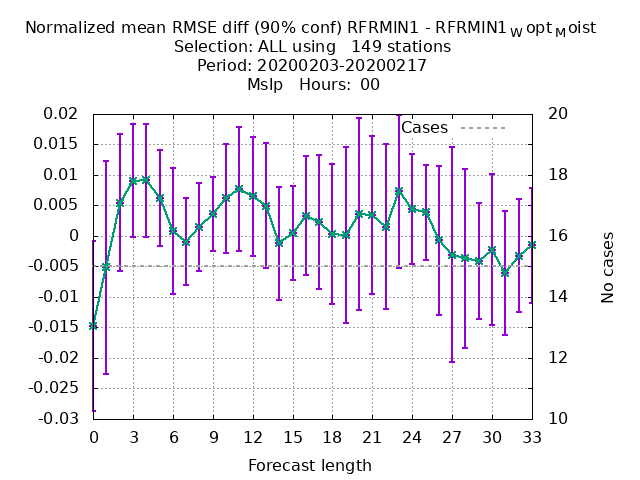 Normalized mean RMSE diff (90% conf) RFRMIN1 - RFRMIN1WoptMoist
Selection: ALL using   149 stations
Period: 20200203-20200217
Mslp   Hours: 00
Cases
0.02
0.015
0.01
0.005
0
-0.005
-0.01
-0.015
-0.02
-0.025
-0.03
20
18
16
14
12
10
No cases
0 3 6 9 12 15 18 21 24 27 30 33
Forecast length